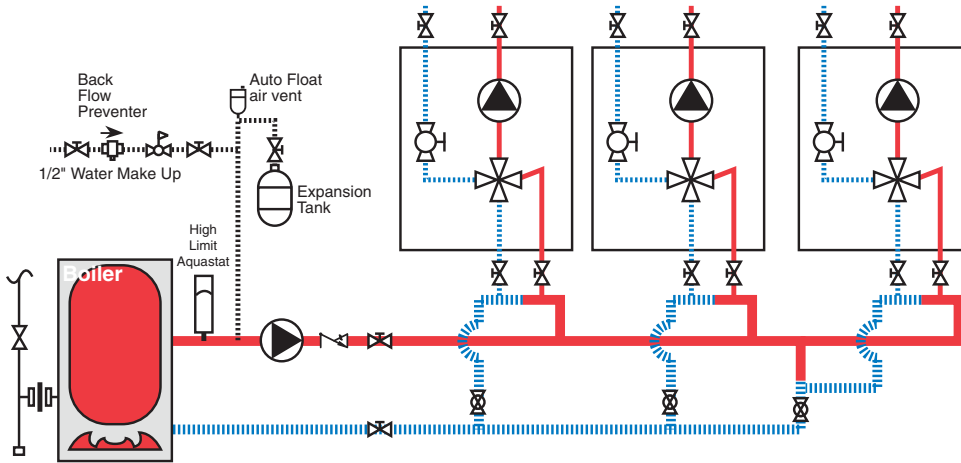 Back
Flow
Preventer
Auto Float
air vent
1/2" Water Make Up
Expansion
Tank
High
Limit
Aquastat
Boiler